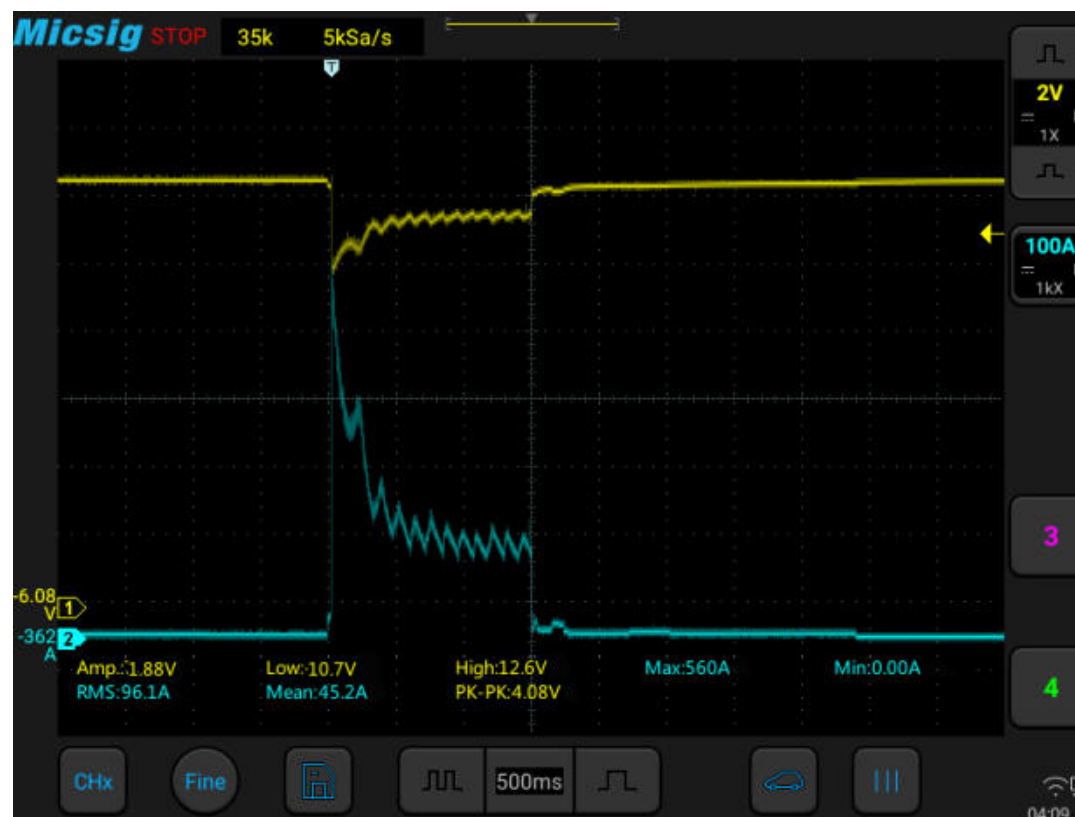 Micsig STOP 35k 5kSa/s
T
2V
1X
100A
1kX
3
-6.08
V 1
-362 2
A
Amp.:1.88V Low:10.7V High:12.6V Max:560A Min:0.00A
RMS:96.1A Mean:45.2A PK-PK:4.08V
4
CHx Fine 500ms
04:09